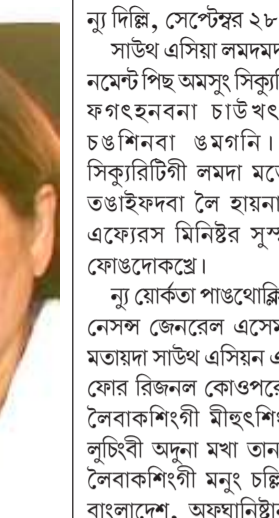 ন্যু দিল্লি, সেপ্টেম্বর ২৮
সাউথ এসিয়া লমদমদ
নমেন্ট পিছ অমসুং সিক্যুরি
ফগৎহনবনা চাউখৎ
চঙশিনবা ঙমগনি।
সিক্যুরিটিগী লমদা মতে
তঙাইফদবা লৈ হায়না
এফ্যেরস মিনিষ্টর সুস্
ফোঙদোকখ্রে।
ন্যু য়োর্কতা পাঙথোক্লি
নেসন্স জেনরেল এসেম
মতায়দা সাউথ এসিয়ন এ
ফোর রিজনল কোওপরে
লৈবাকশিংগী মীহুৎশিং
লুচিংবী অদুনা মখা তান
লৈবাকশিংগী মনুং চল্লি
বাংলাদেশ, অফঘানিষ্টান